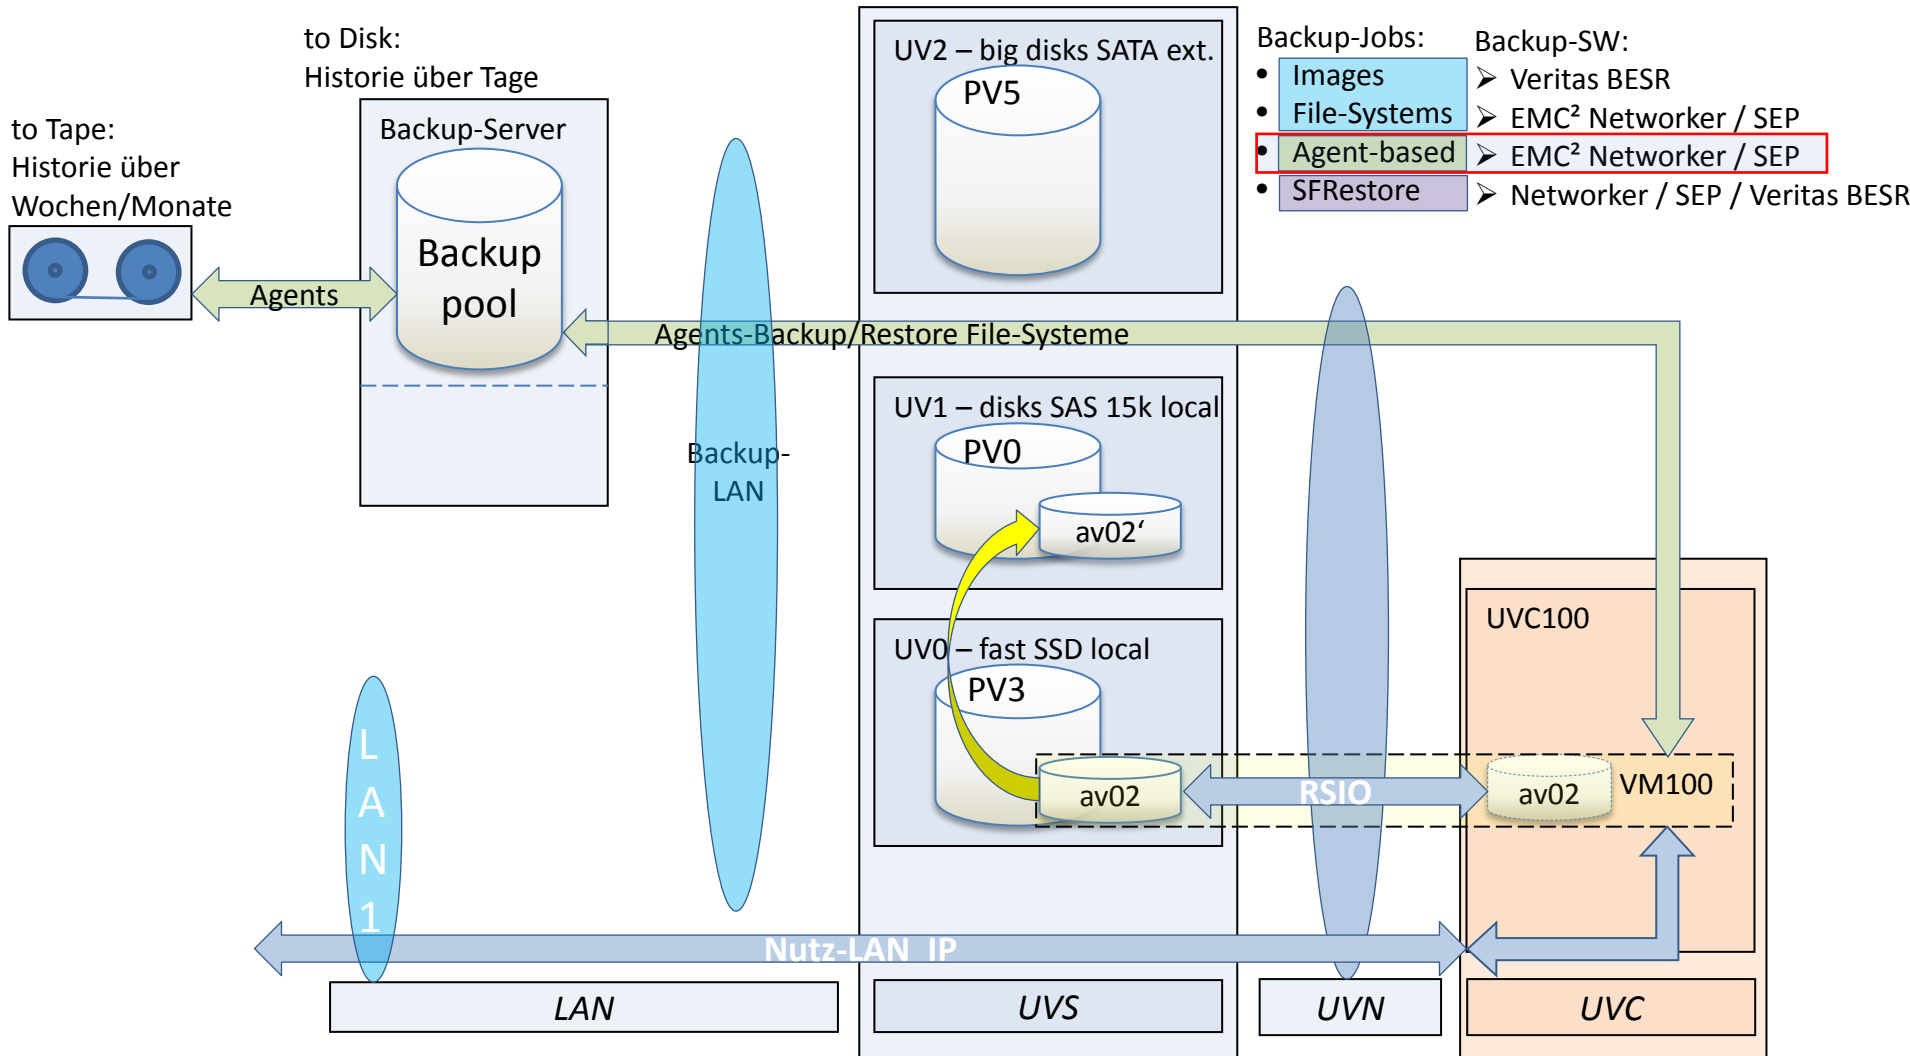 to Disk:
Historie über Tage
to Tape:
Historie über
Wochen/Monate
Backup-Server
Backup
pool
Agents
Agents-Backup/Restore File-Systeme
Backup-
LAN
LAN1
UV2 – big disks SATA ext.
PV5
UV1 – disks SAS 15k local
PV0
av02‘
UV0 – fast SSD local
PV3
av02
RSIO
av02
VM100
UVC100
Nutz-LAN IP
LAN
UVS
UVN
UVC
Backup-Jobs:
• Images
• File-Systems
• Agent-based
• SFRestore
Backup-SW:
➢ Veritas BESR
➢ EMC² Networker / SEP
➢ EMC² Networker / SEP
➢ Networker / SEP / Veritas BESR